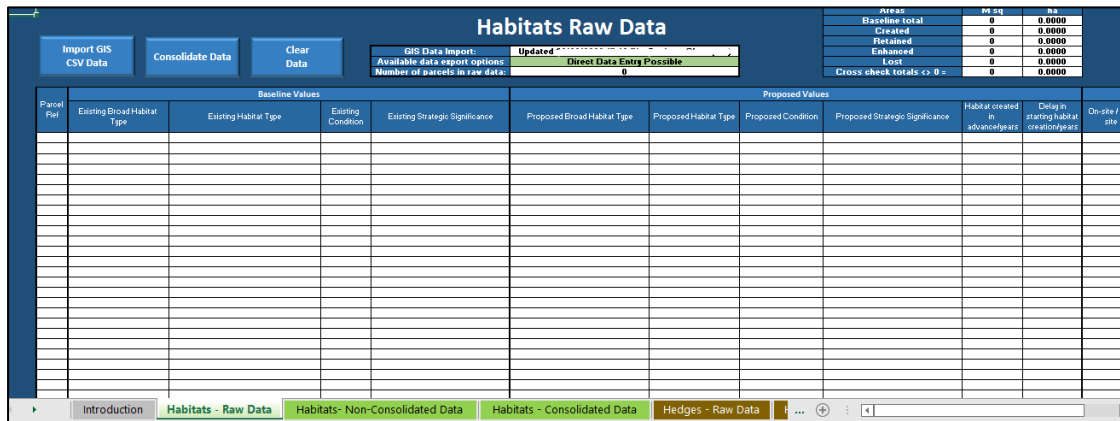 Habitats Raw Data
Import GIS
CSV Data
Consolidate Data
Clear
Data
GIS Data Import: Updated
Available data export options Direct Data Entry Possible
Number of parcels in raw data: 0
Areas M sq ha
Baseline total 0 0.0000
Created 0 0.0000
Retained 0 0.0000
Enhanced 0 0.0000
Lost 0 0.0000
Cross check totals <> 0 = 0 0.0000
Baseline Values Proposed Values
Parcel
Ref
Existing Broad Habitat
Type
Existing Habitat Type
Existing
Condition
Existing Strategic Significance
Proposed Broad Habitat Type
Proposed Habitat Type
Proposed Condition
Proposed Strategic Significance
Habitat created
in
advance/years
Delay in
starting habitat
creation/years
On-site /
site
Introduction Habitats - Raw Data Habitats- Non-Consolidated Data Habitats - Consolidated Data Hedges - Raw Data ...